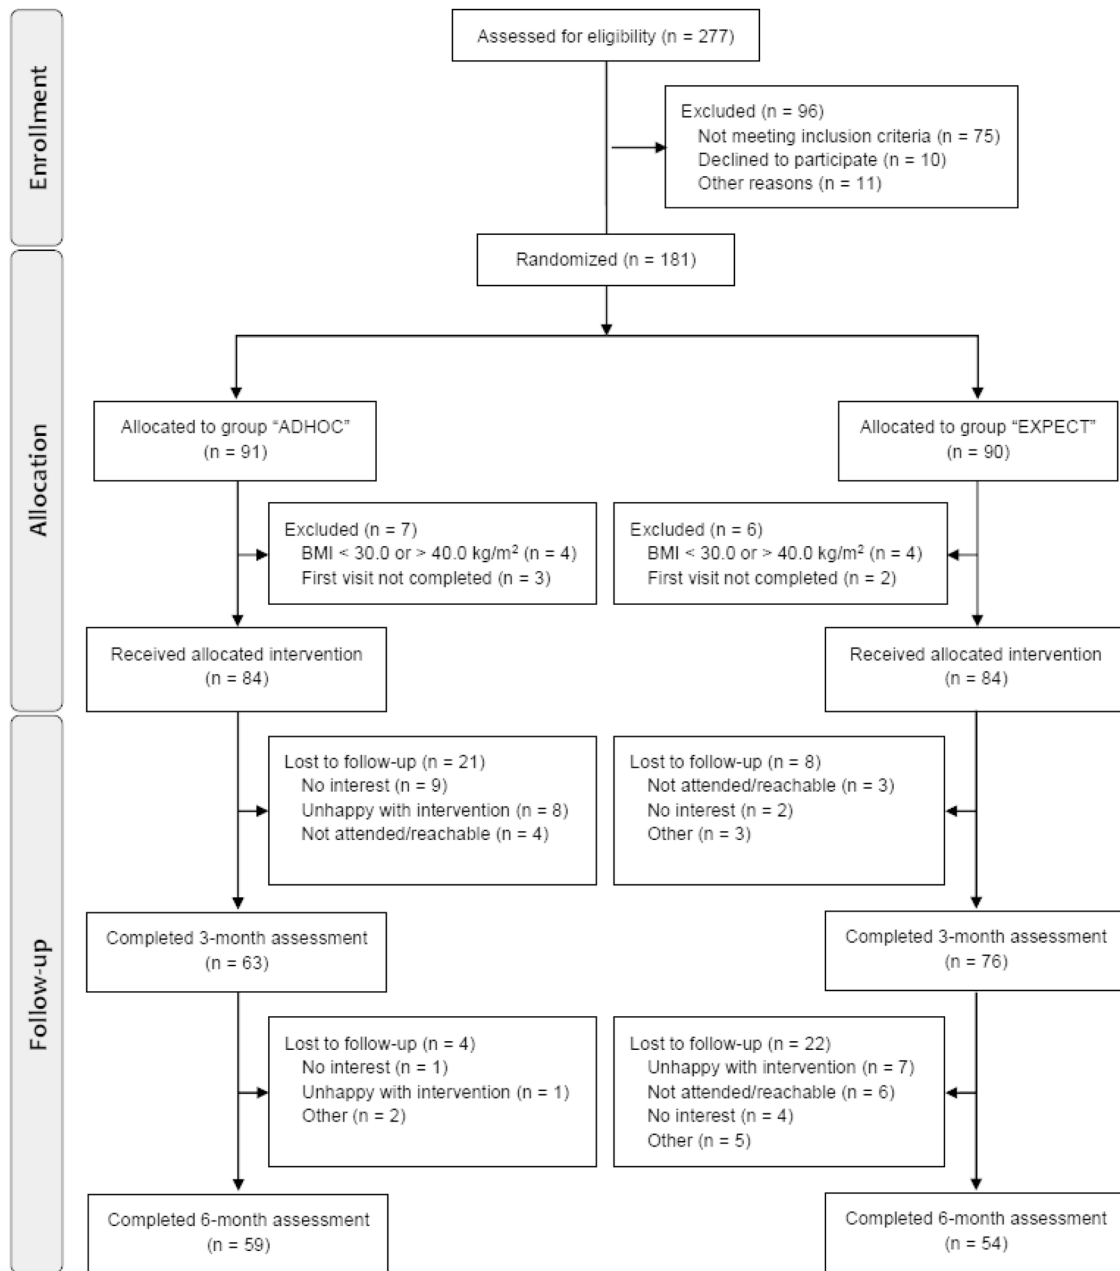 Enrollment
Assessed for eligibility (n = 277)
Excluded (n = 96)
Not meeting inclusion criteria (n = 75)
Declined to participate (n = 10)
Other reasons (n = 11)
Randomized (n = 181)
Allocation
Allocated to group “ADHOC”
(n = 91)
Allocated to group “EXPECT”
(n = 90)
Excluded (n = 7)
BMI < 30.0 or > 40.0 kg/m² (n = 4)
First visit not completed (n = 3)
Excluded (n = 6)
BMI < 30.0 or > 40.0 kg/m² (n = 4)
First visit not completed (n = 2)
Received allocated intervention
(n = 84)
Received allocated intervention
(n = 84)
Follow-up
Lost to follow-up (n = 21)
No interest (n = 9)
Unhappy with intervention (n = 8)
Not attended/reachable (n = 4)
Lost to follow-up (n = 8)
Not attended/reachable (n = 3)
No interest (n = 2)
Other (n = 3)
Completed 3-month assessment
(n = 63)
Completed 3-month assessment
(n = 76)
Lost to follow-up (n = 4)
No interest (n = 1)
Unhappy with intervention (n = 1)
Other (n = 2)
Lost to follow-up (n = 22)
Unhappy with intervention (n = 7)
Not attended/reachable (n = 6)
No interest (n = 4)
Other (n = 5)
Completed 6-month assessment
(n = 59)
Completed 6-month assessment
(n = 54)